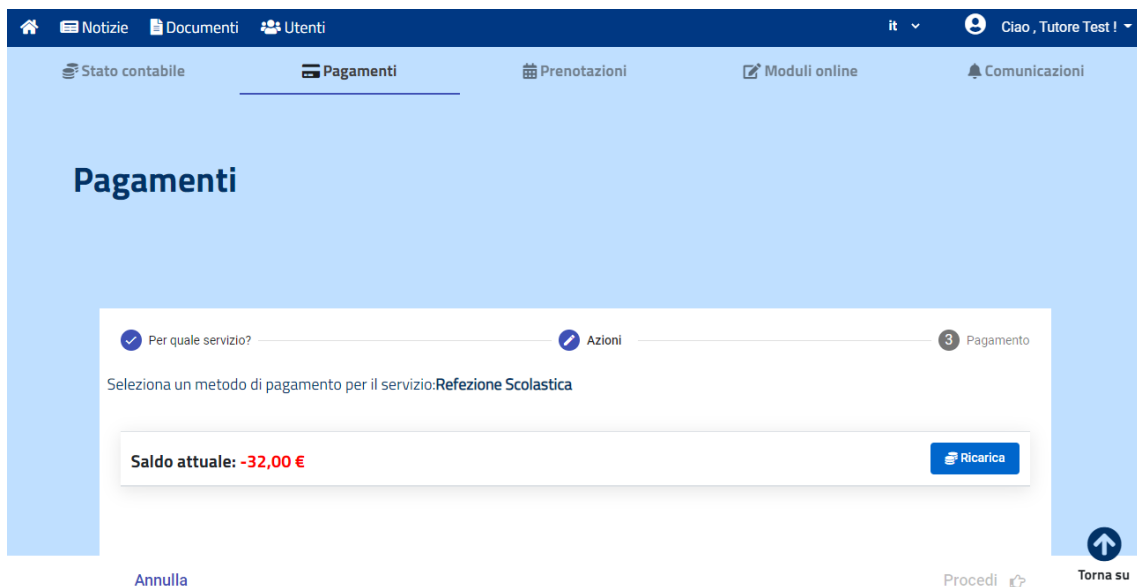 Notizie Documenti Utenti it Ciao , Tutore Test !
Stato contabile Pagamenti Prenotazioni Moduli online Comunicazioni
Pagamenti
Per quale servizio? Azioni 3 Pagamento
Seleziona un metodo di pagamento per il servizio:Refezione Scolastica
Saldo attuale: -32,00 € Ricarica
Annulla Procedi Torna su